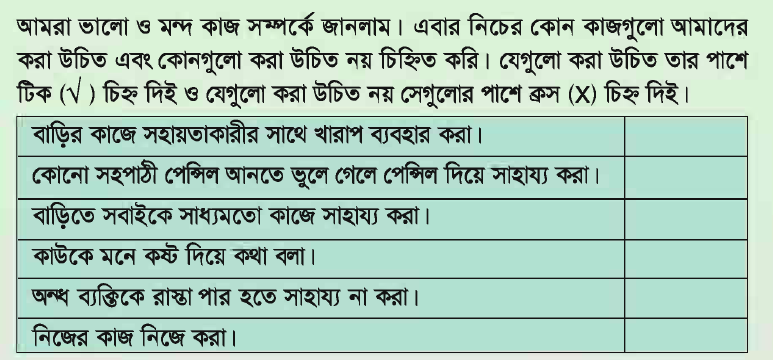 আমরা ভালো ও মন্দ কাজ সম্পর্কে জানলাম। এবার নিচের কোন কাজগুলো আমাদের
করা উচিত এবং কোনগুলো করা উচিত নয় চিহ্নিত করি। যেগুলো করা উচিত তার পাশে
টিক (√ ) চিহ্ন দিই ও যেগুলো করা উচিত নয় সেগুলোর পাশে ক্রস (X) চিহ্ন দিই।
বাড়ির কাজে সহায়তাকারীর সাথে খারাপ ব্যবহার করা।
কোনো সহপাঠী পেন্সিল আনতে ভুলে গেলে পেন্সিল দিয়ে সাহায্য করা।
বাড়িতে সবাইকে সাধ্যমতো কাজে সাহায্য করা।
কাউকে মনে কষ্ট দিয়ে কথা বলা।
অন্ধ ব্যক্তিকে রাস্তা পার হতে সাহায্য না করা।
নিজের কাজ নিজে করা।